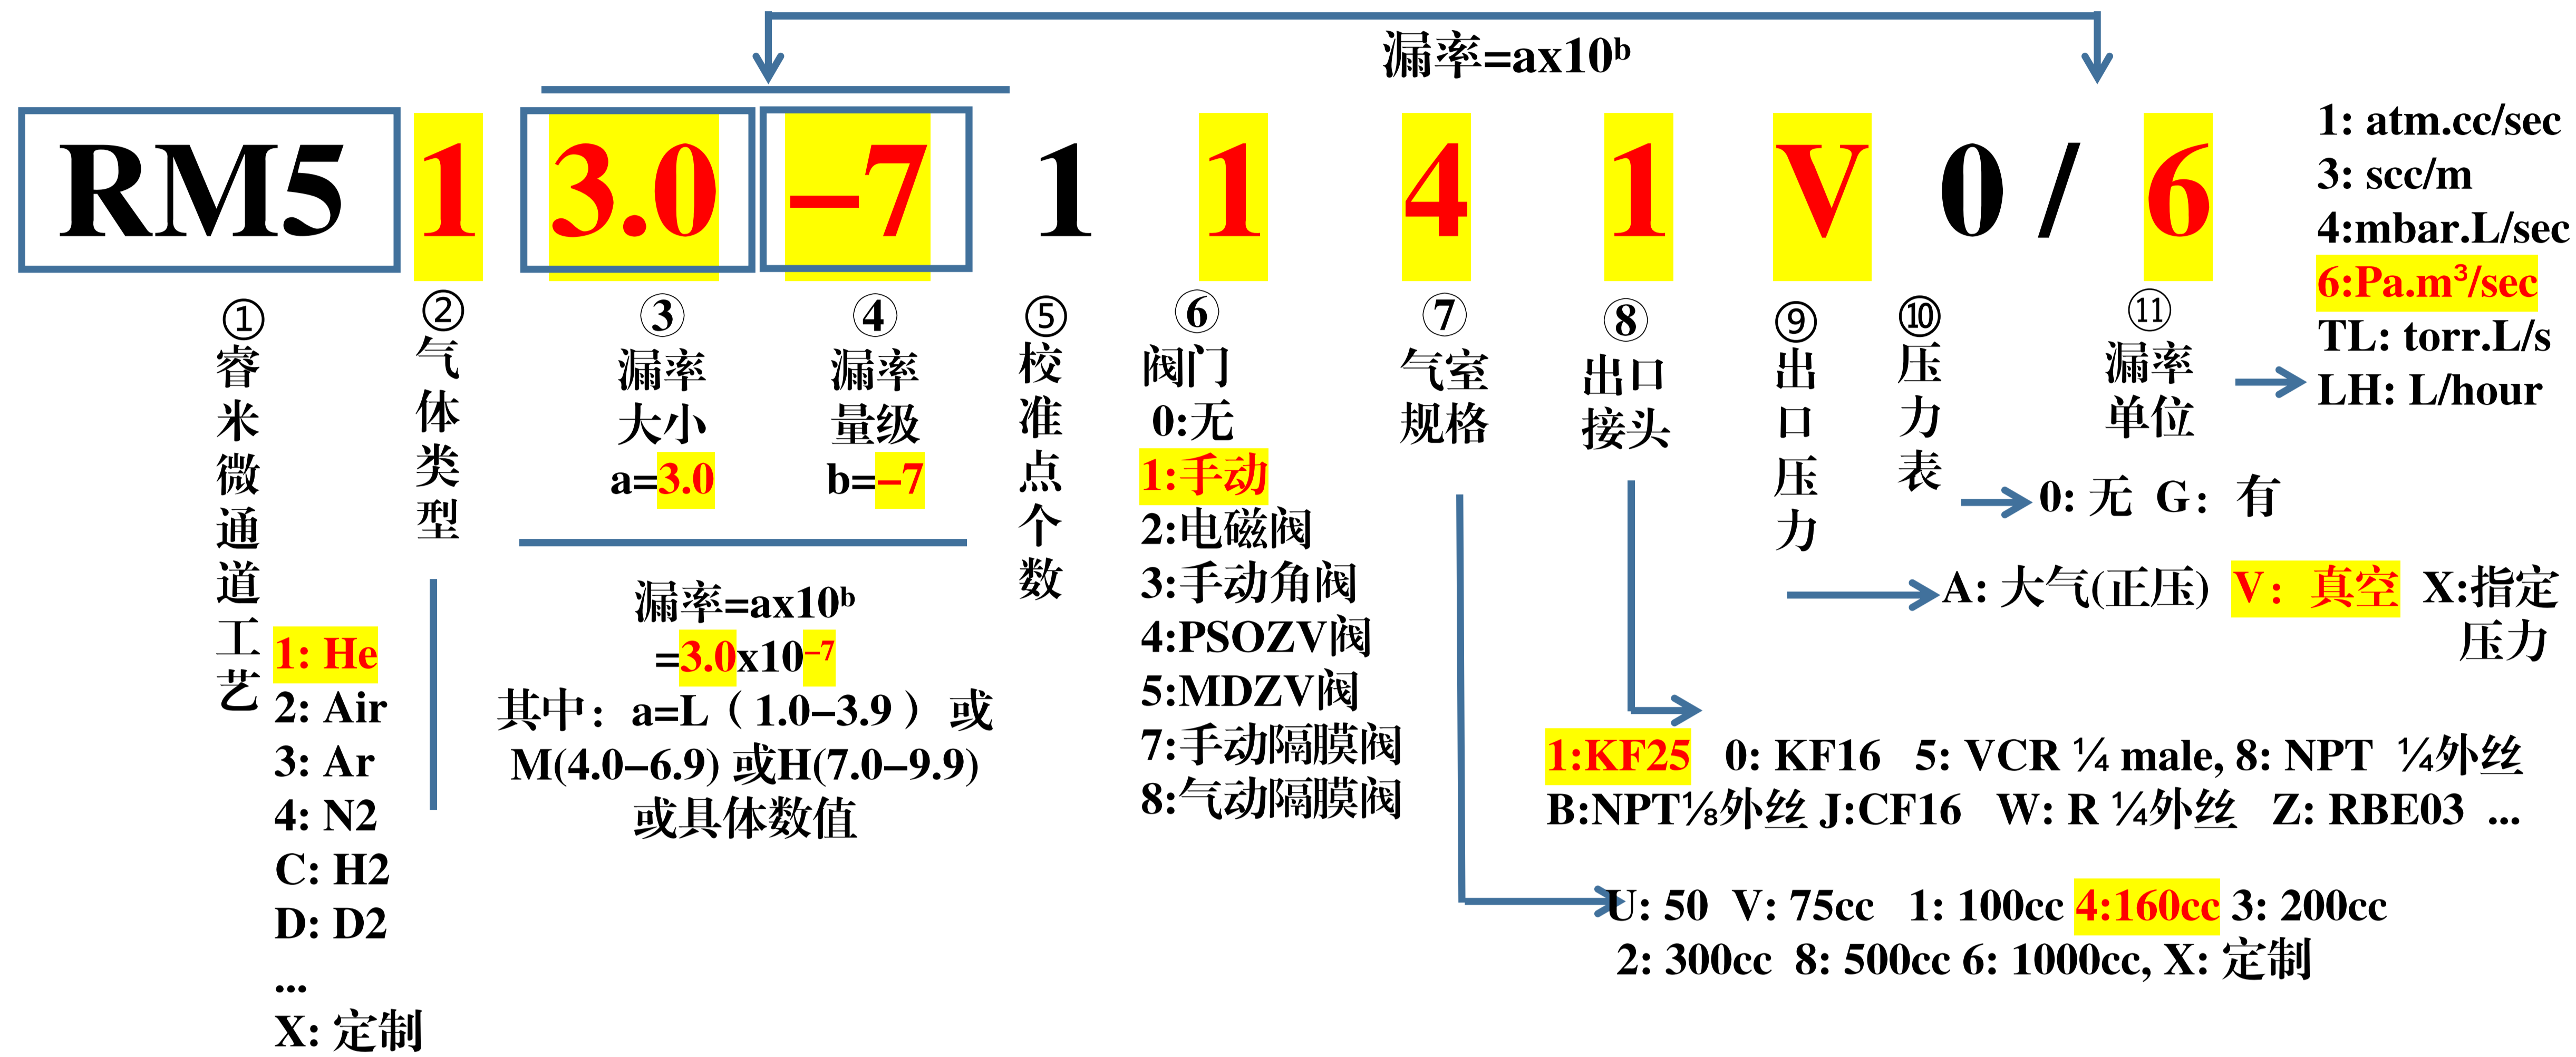 漏率=ax10ᵇ
RM5 1 3.0 –7 1 1 4 1 V 0 / 6
1: atm.cc/sec
3: scc/m
4:mbar.L/sec
6:Pa.m³/sec
TL: torr.L/s
LH: L/hour
①
睿米微通道工艺
②
气体类型
1: He
2: Air
3: Ar
4: N2
C: H2
D: D2
...
X: 定制
③
漏率
大小
a=3.0
④
漏率
量级
b=–7
漏率=ax10ᵇ
=3.0x10⁻⁷
其中：a=L（1.0–3.9）或
M(4.0–6.9) 或H(7.0–9.9)
或具体数值
⑤
校准点个数
⑥
阀门
0:无
1:手动
2:电磁阀
3:手动角阀
4:PSOZV阀
5:MDZV阀
7:手动隔膜阀
8:气动隔膜阀
⑦
气室
规格
⑧
出口
接头
⑨
出口压力
⑩
压力表
⑪
漏率
单位
0: 无 G：有
A: 大气(正压) V：真空 X:指定
压力
1:KF25 0: KF16 5: VCR ¼ male, 8: NPT ¼外丝
B:NPT⅛外丝 J:CF16 W: R ¼外丝 Z: RBE03 ...
U: 50 V: 75cc 1: 100cc 4:160cc 3: 200cc
2: 300cc 8: 500cc 6: 1000cc, X: 定制